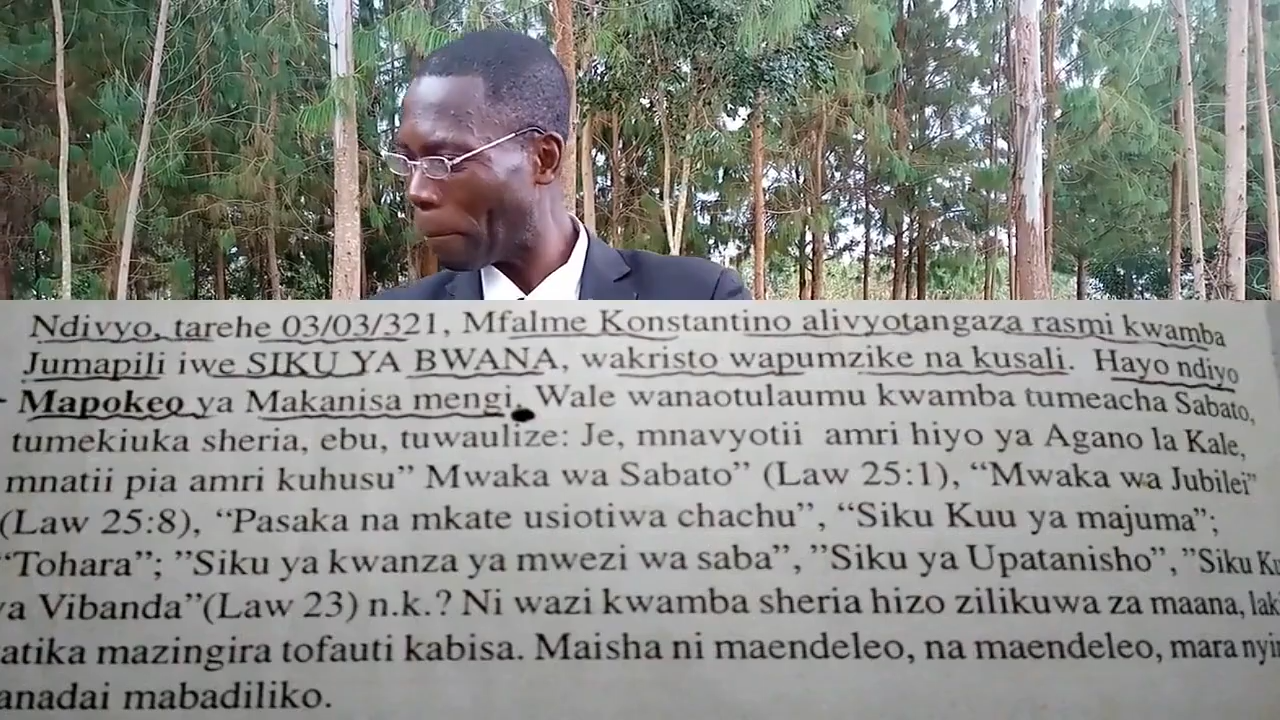 Ndivyo, tarehe 03/03/321, Mfalme Konstantino alivyotangaza rasmi kwamba
Jumapili iwe SIKU YA BWANA, wakristo wapumzike na kusali. Hayo ndiyo
Mapokeo ya Makanisa mengi. Wale wanaotulaumu kwamba tumeacha Sabato,
tumekiuka sheria, ebu, tuwaulize: Je, mnavyotii amri hiyo ya Agano la Kale,
mnatii pia amri kuhusu” Mwaka wa Sabato” (Law 25:1), “Mwaka wa Jubilei”
(Law 25:8), “Pasaka na mkate usiotiwa chachu”, “Siku Kuu ya majuma”;
“Tohara”; ”Siku ya kwanza ya mwezi wa saba”, ”Siku ya Upatanisho”, ”Siku
Vibanda”(Law 23) n.k.? Ni wazi kwamba sheria hizo zilikuwa za maana,
atika mazingira tofauti kabisa. Maisha ni maendeleo, na maendeleo, mara
anadai mabadiliko.